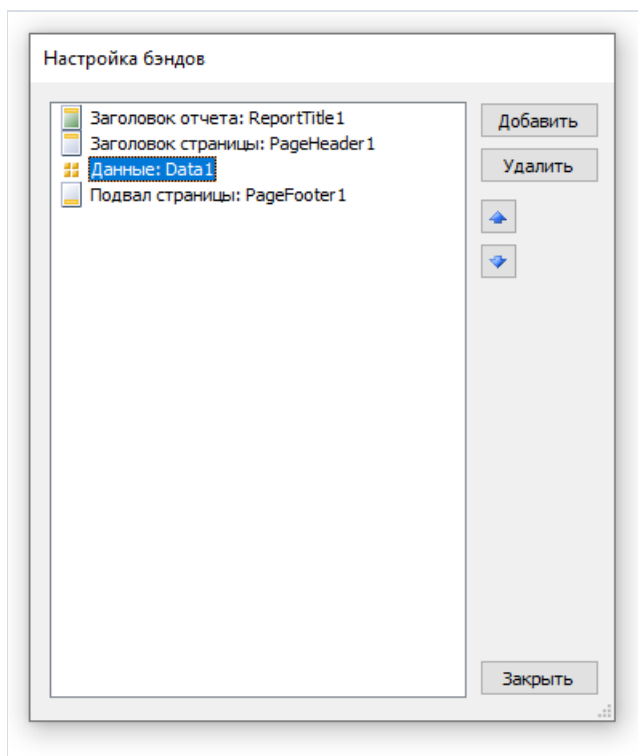 Настройка бэндов
Заголовок отчета: ReportTitle1
Заголовок страницы: PageHeader1
Данные: Data1
Подвал страницы: PageFooter1
Добавить
Удалить
Закрыть